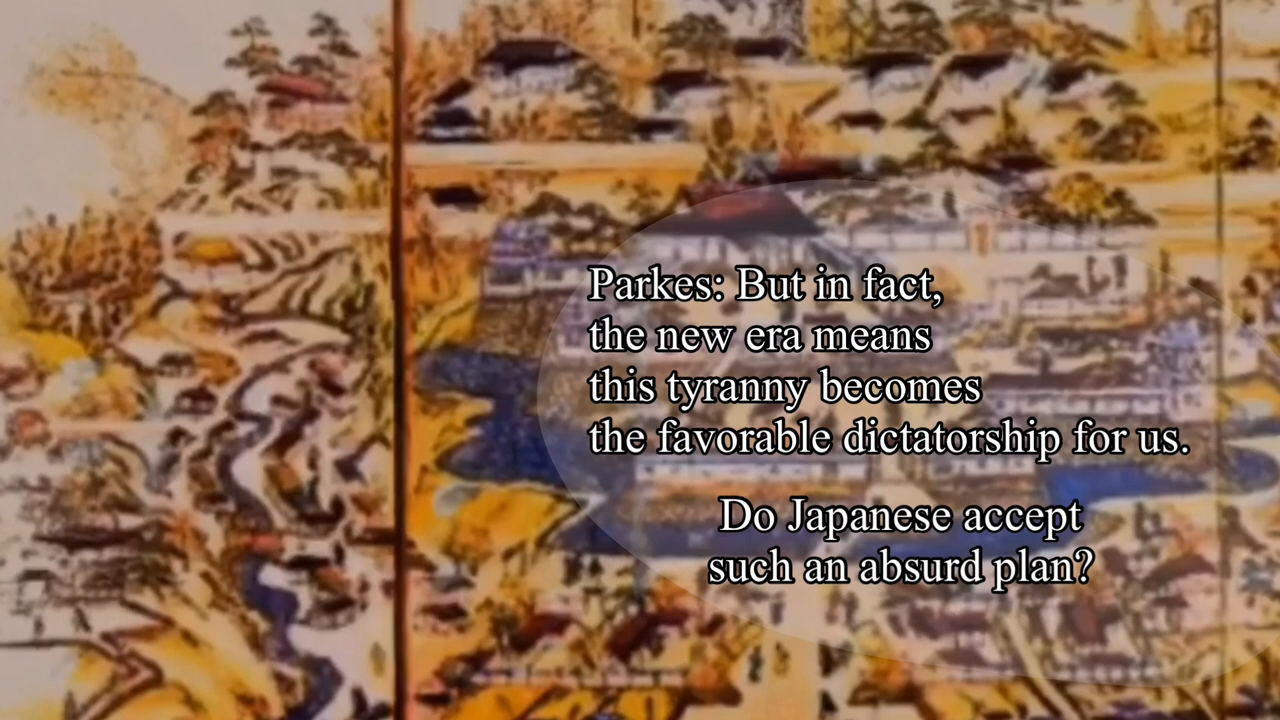 Parkes: But in fact,
the new era means
this tyranny becomes
the favorable dictatorship for us.
Do Japanese accept
such an absurd plan?